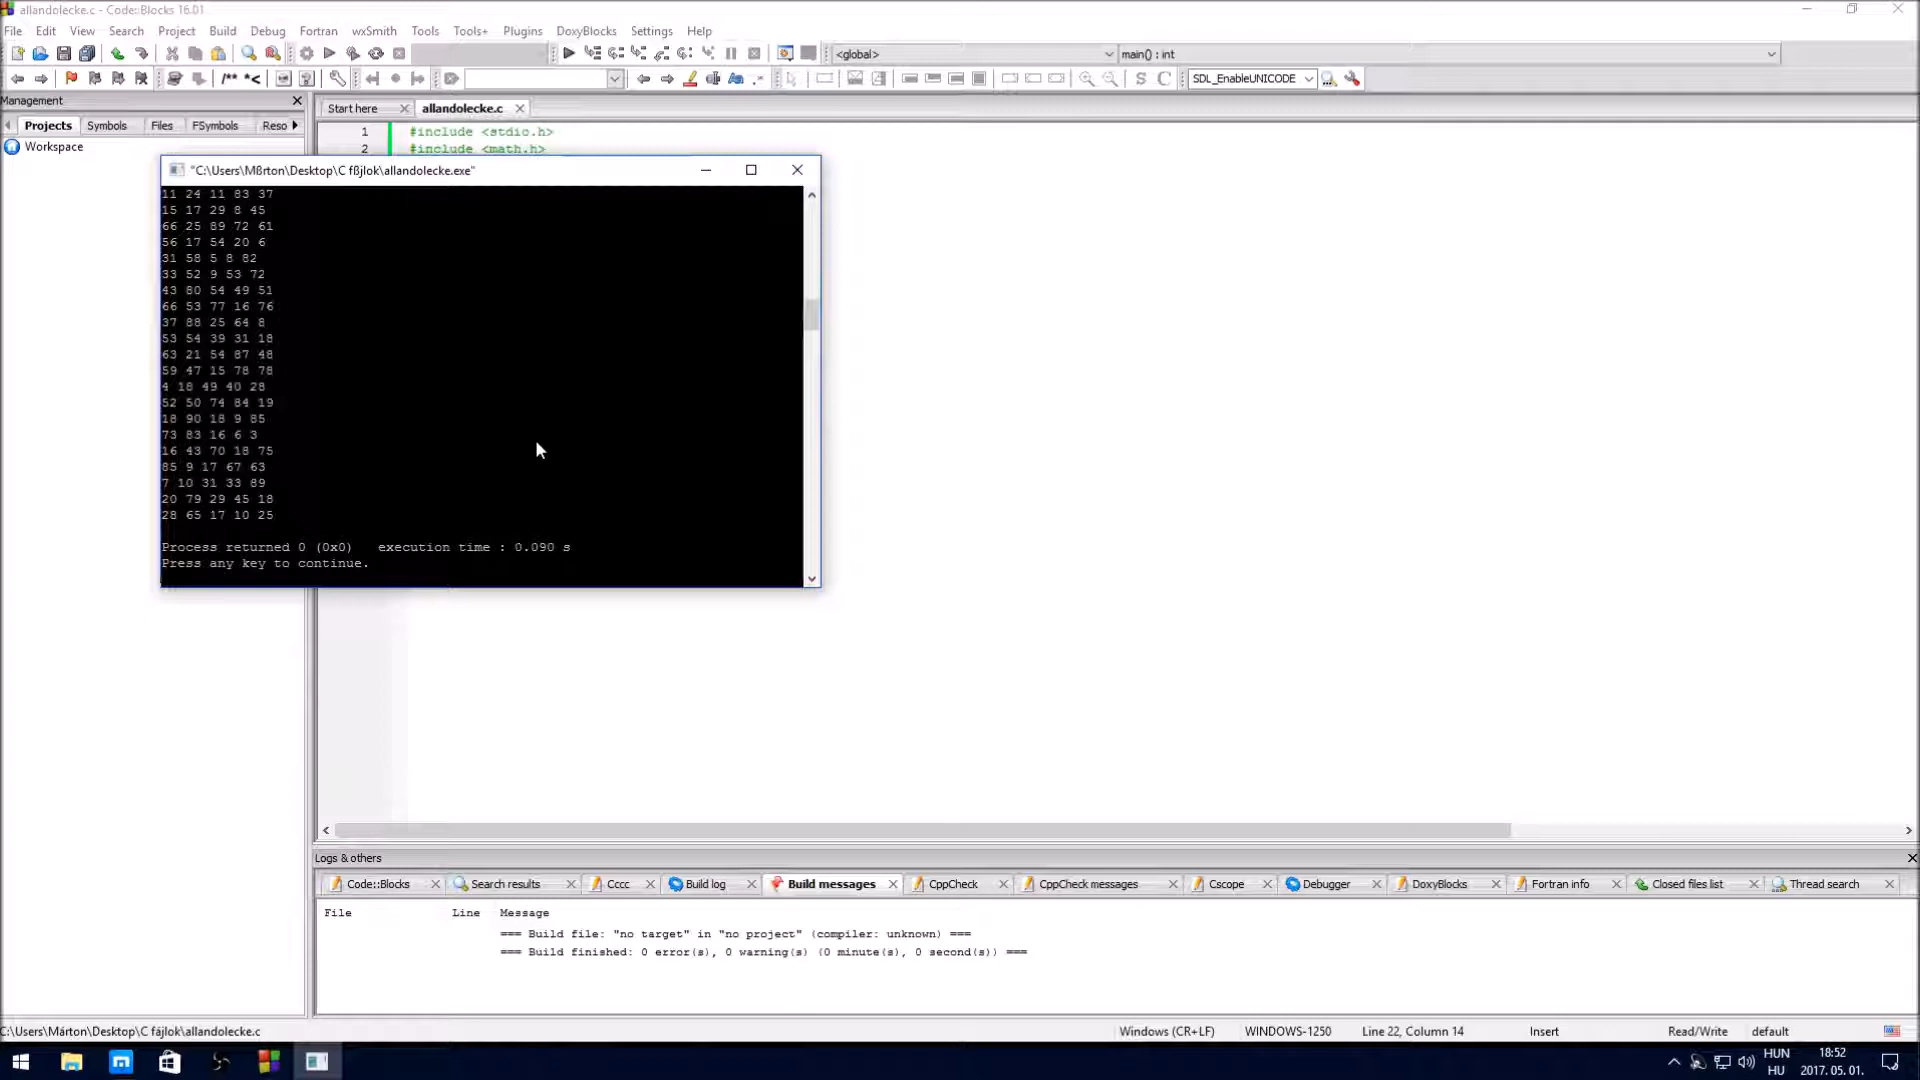 allandolecke.c - Code::Blocks 16.01
File Edit View Search Project Build Debug Fortran wxSmith Tools Tools+ Plugins DoxyBlocks Settings Help
<global> main() : int
/** *< SDL_EnableUNICODE
Management
Projects Symbols Files FSymbols Reso
Workspace
Start here allandolecke.c
1 #include <stdio.h>
2 #include <math.h>
"C:\Users\Mßrton\Desktop\C fßjlok\allandolecke.exe"
11 24 11 83 37
15 17 29 8 45
66 25 89 72 61
56 17 54 20 6
31 58 5 8 82
33 52 9 53 72
43 80 54 49 51
66 53 77 16 76
37 88 25 64 8
53 54 39 31 18
63 21 54 87 48
59 47 15 78 78
4 18 49 40 28
52 50 74 84 19
18 90 18 9 85
73 83 16 6 3
16 43 70 18 75
85 9 17 67 63
7 10 31 33 89
20 79 29 45 18
28 65 17 10 25
Process returned 0 (0x0) execution time : 0.090 s
Press any key to continue.
Logs & others
Code::Blocks Search results Cccc Build log Build messages CppCheck CppCheck messages Cscope Debugger DoxyBlocks Fortran info Closed files list Thread search
File Line Message
=== Build file: "no target" in "no project" (compiler: unknown) ===
=== Build finished: 0 error(s), 0 warning(s) (0 minute(s), 0 second(s)) ===
C:\Users\Márton\Desktop\C fájlok\allandolecke.c Windows (CR+LF) WINDOWS-1250 Line 22, Column 14 Insert Read/Write default
HUN 18:52
HU 2017. 05. 01.